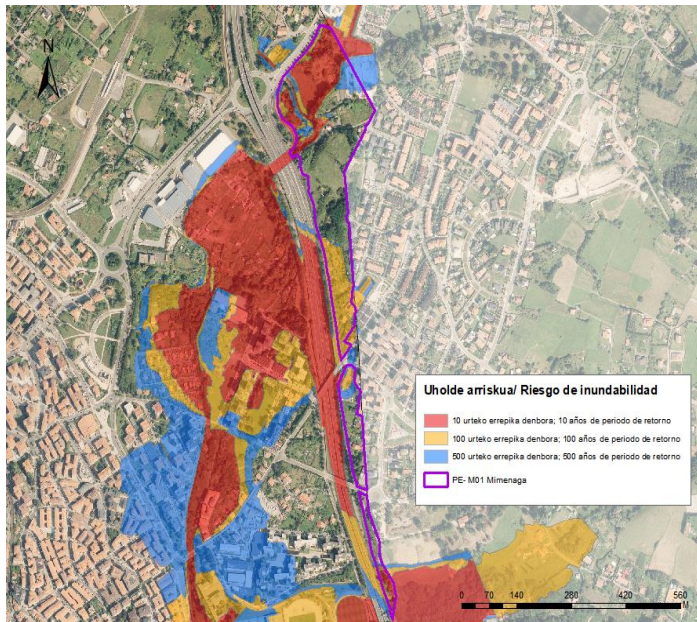 N
Uholde arriskua/ Riesgo de inundabilidad
10 urteko errepika denbora; 10 años de periodo de retorno
100 urteko errepika denbora; 100 años de periodo de retorno
500 urteko errepika denbora; 500 años de periodo de retorno
PE- M01 Mimenaga
0 70 140 280 420 560
M